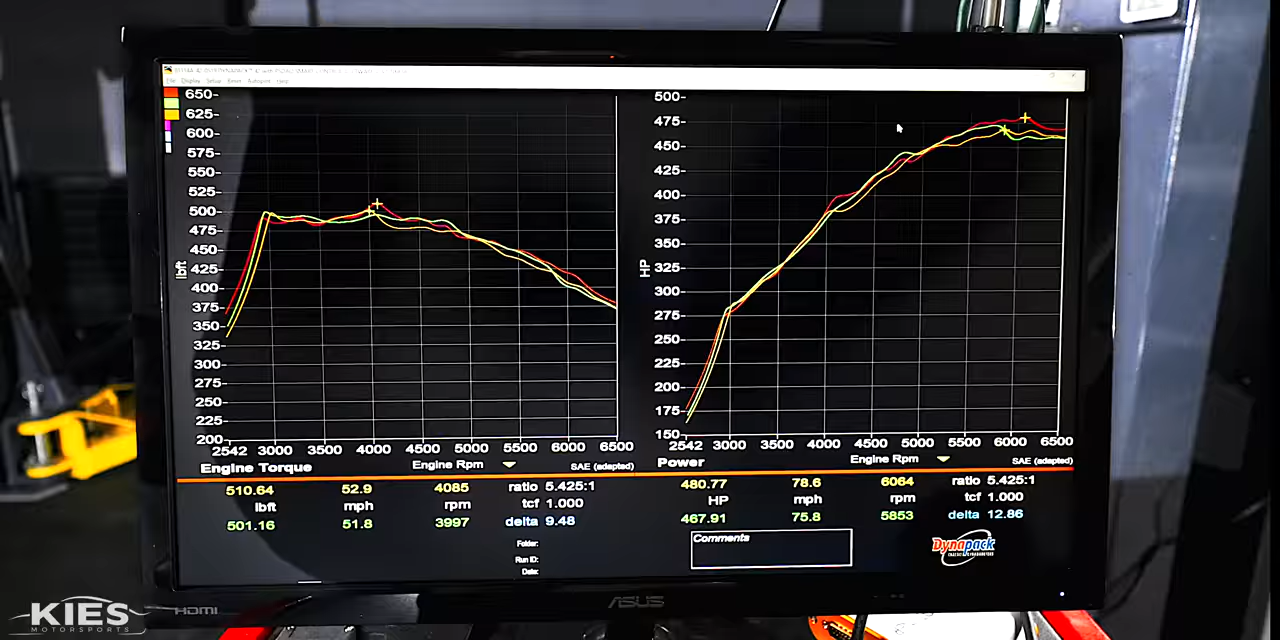 File Display Setup Reset Autoprint Help
650
625
600
575
550
525
500
475
450
425
400
375
350
325
300
275
250
225
200
lbft
2542 3000 3500 4000 4500 5000 5500 6000 6500
Engine Torque
Engine Rpm
SAE (adapted)
500
475
450
425
400
375
350
325
300
275
250
225
200
175
150
HP
2542 3000 3500 4000 4500 5000 5500 6000 6500
Power
Engine Rpm
SAE (adapted)
510.64 52.9 4085 ratio 5.425:1
lbft mph rpm tcf 1.000
501.16 51.8 3997 delta 9.48
Folder:
Run ID:
Date:
480.77 78.6 6064 ratio 5.425:1
HP mph rpm tcf 1.000
467.91 75.8 5853 delta 12.86
Comments
Dynapack
HDMI
ASUS
KIES
MOTORSPORTS